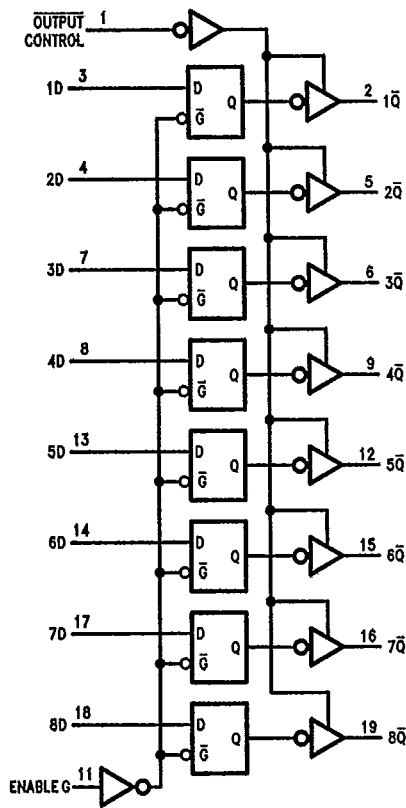 OUTPUT CONTROL 1
1D 3 D G̅ Q 2 1Q̅
2D 4 D G̅ Q 5 2Q̅
3D 7 D G̅ Q 6 3Q̅
4D 8 D G̅ Q 9 4Q̅
5D 13 D G̅ Q 12 5Q̅
6D 14 D G̅ Q 15 6Q̅
7D 17 D G̅ Q 16 7Q̅
8D 18 D G̅ Q 19 8Q̅
ENABLE G 11